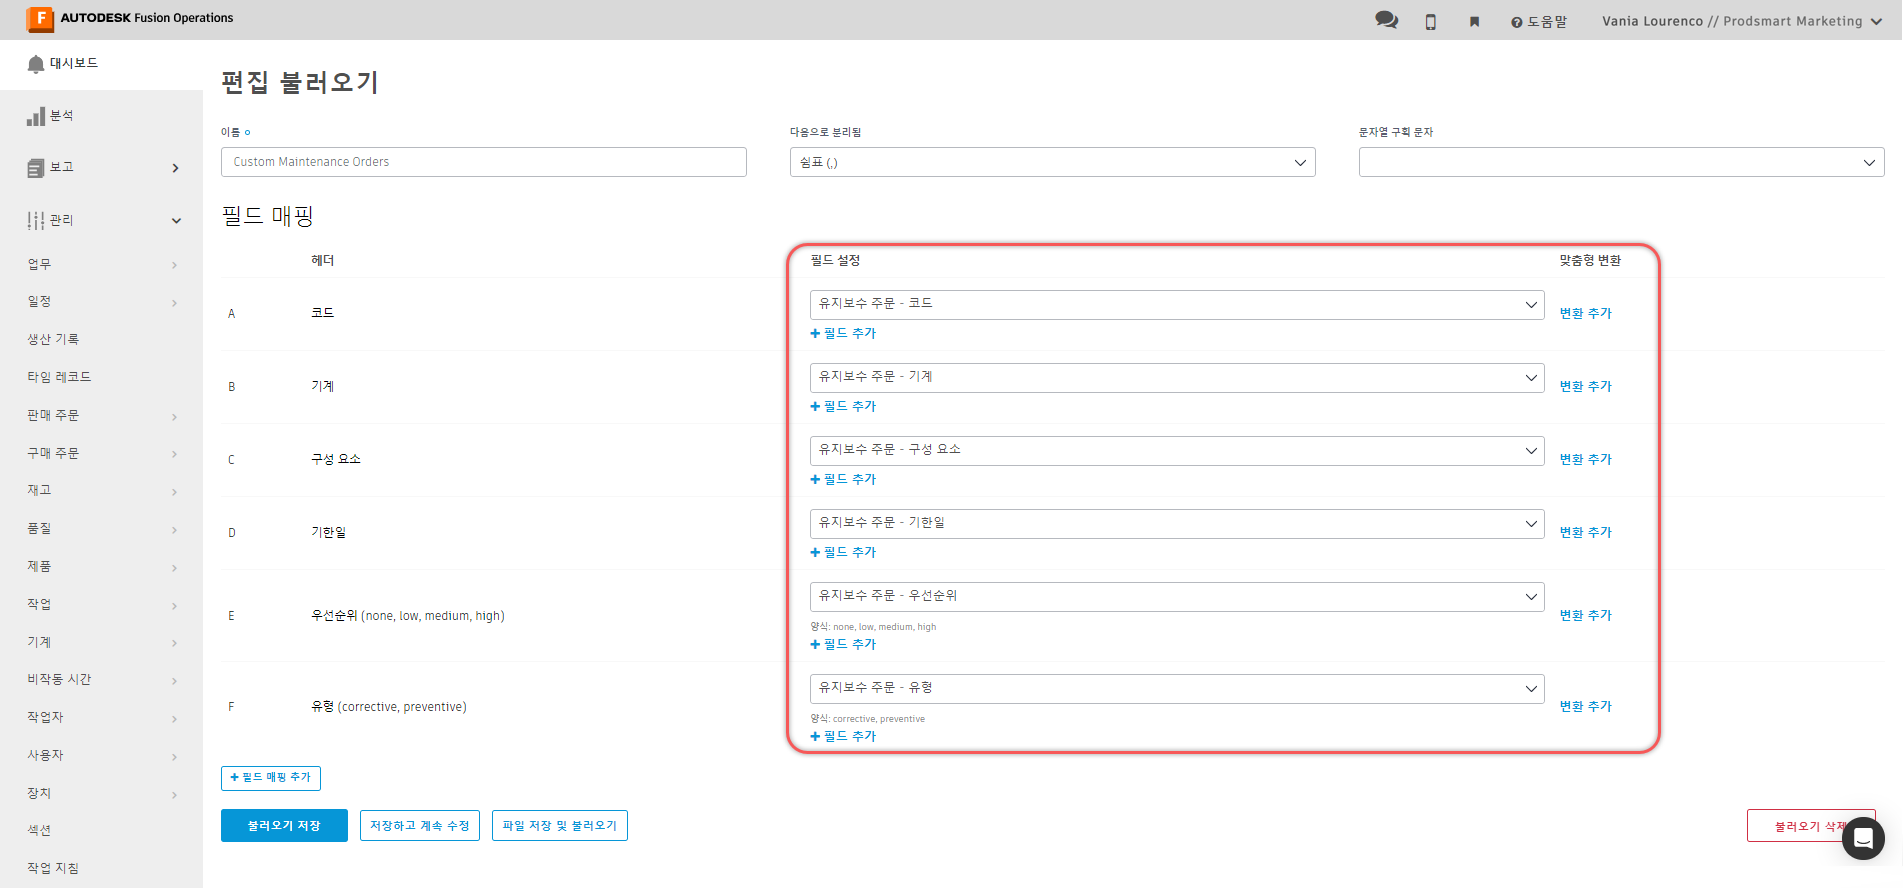 AUTODESK Fusion Operations
도움말
Vania Lourenco // Prodsmart Marketing
대시보드
분석
보고
관리
업무
일정
생산 기록
타임 레코드
판매 주문
구매 주문
재고
품질
제품
작업
기계
비작동 시간
작업자
사용자
장치
섹션
작업 지침
편집 불러오기
이름
다음으로 분리됨
문자열 구획 문자
Custom Maintenance Orders
쉼표 (,)
필드 매핑
헤더
필드 설정
맞춤형 변환
A
코드
유지보수 주문 - 코드
변환 추가
+ 필드 추가
B
기계
유지보수 주문 - 기계
변환 추가
+ 필드 추가
C
구성 요소
유지보수 주문 - 구성 요소
변환 추가
+ 필드 추가
D
기한일
유지보수 주문 - 기한일
변환 추가
+ 필드 추가
E
우선순위 (none, low, medium, high)
유지보수 주문 - 우선순위
변환 추가
양식: none, low, medium, high
+ 필드 추가
F
유형 (corrective, preventive)
유지보수 주문 - 유형
변환 추가
양식: corrective, preventive
+ 필드 추가
+ 필드 매핑 추가
불러오기 저장
저장하고 계속 수정
파일 저장 및 불러오기
불러오기 삭제